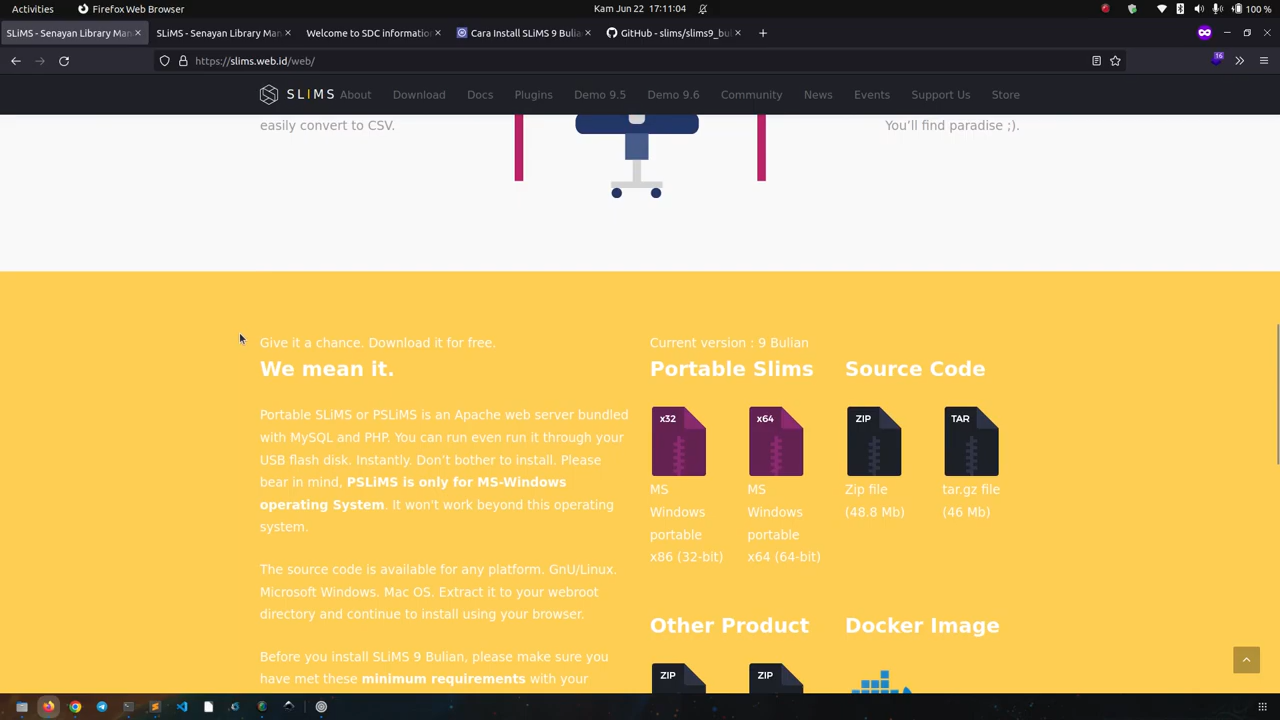 Activities
Firefox Web Browser
Kam Jun 22 17:11:04
100 %
SLiMS - Senayan Library Man
SLiMS - Senayan Library Man
Welcome to SDC informatio
Cara Install SLiMS 9 Bulia
GitHub - slims/slims9_bul
https://slims.web.id/web/
16
SLIMS
About
Download
Docs
Plugins
Demo 9.5
Demo 9.6
Community
News
Events
Support Us
Store
easily convert to CSV.
You'll find paradise ;).
Give it a chance. Download it for free.
We mean it.
Portable SLiMS or PSLiMS is an Apache web server bundled
with MySQL and PHP. You can run even run it through your
USB flash disk. Instantly. Don't bother to install. Please
bear in mind, PSLiMS is only for MS-Windows
operating System. It won't work beyond this operating
system.
The source code is available for any platform. GnU/Linux.
Microsoft Windows. Mac OS. Extract it to your webroot
directory and continue to install using your browser.
Before you install SLiMS 9 Bulian, please make sure you
have met these minimum requirements with your
Current version : 9 Bulian
Portable Slims
x32
MS
Windows
portable
x86 (32-bit)
x64
MS
Windows
portable
x64 (64-bit)
Source Code
ZIP
Zip file
(48.8 Mb)
TAR
tar.gz file
(46 Mb)
Other Product
ZIP
ZIP
Docker Image